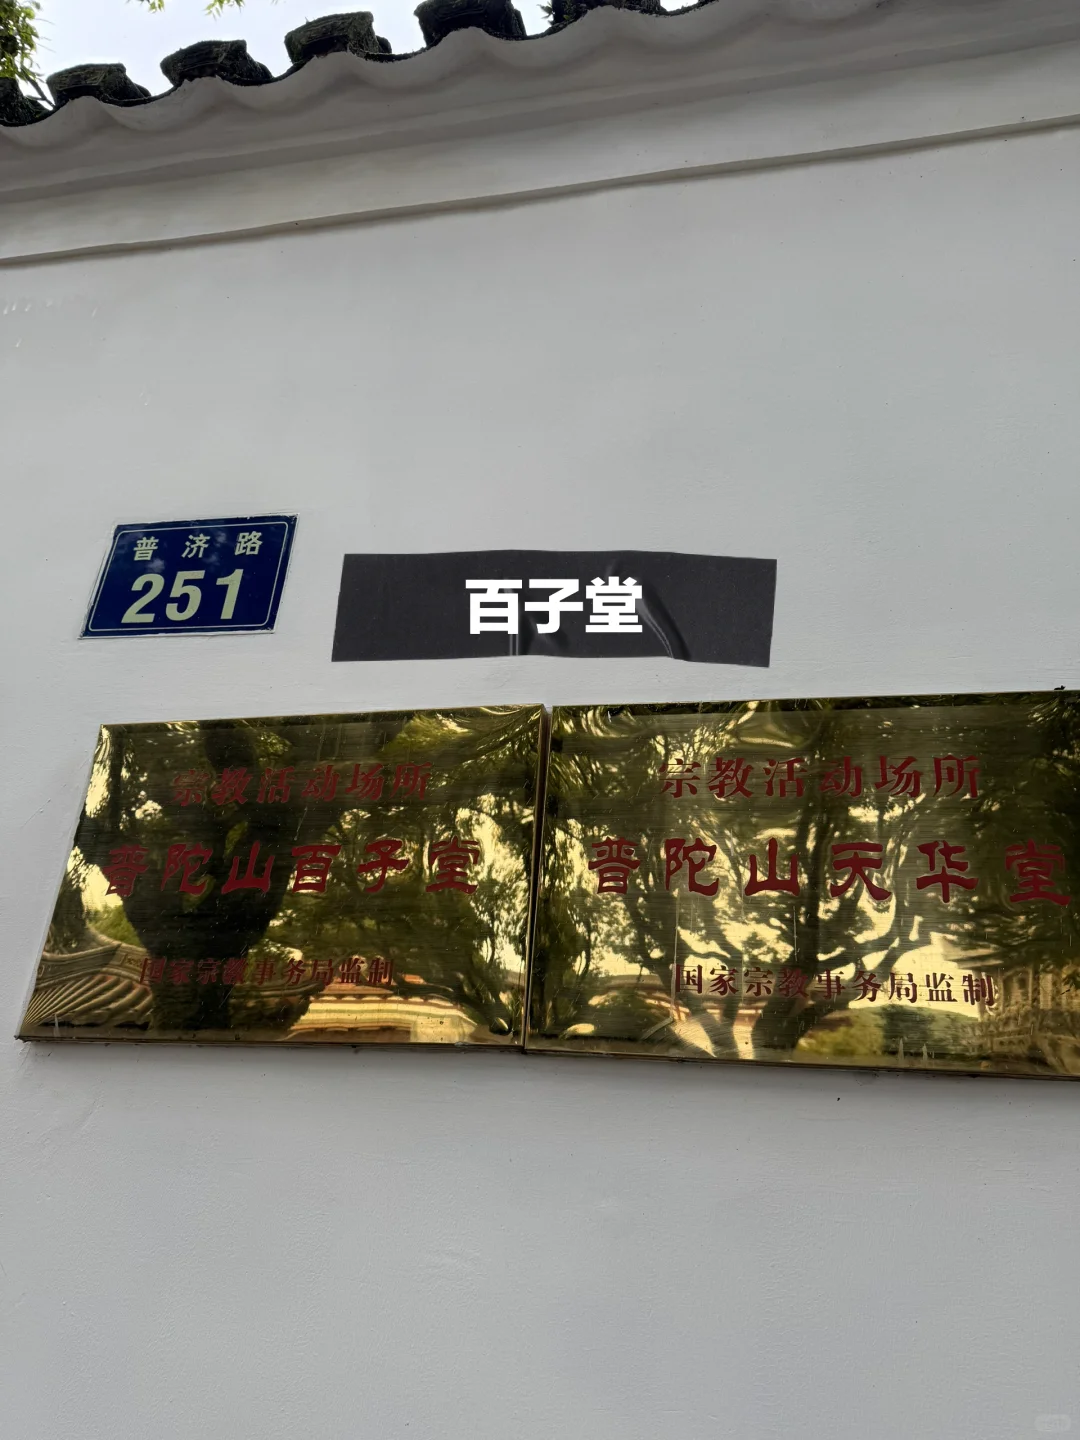 普济路
251
百子堂
宗教活动场所
普陀山百子堂
国家宗教事务局监制
宗教活动场所
普陀山天华堂
国家宗教事务局监制